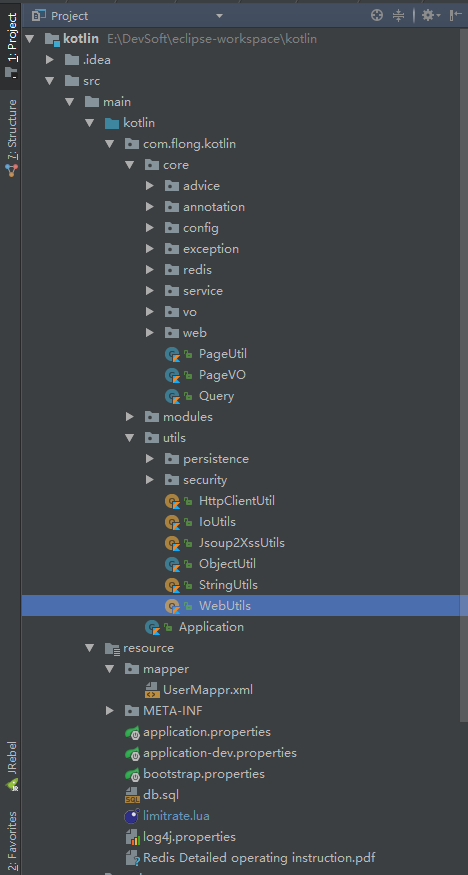 Project
1: Project
7: Structure
JRebel
2: Favorites
kotlin E:\DevSoft\eclipse-workspace\kotlin
.idea
src
main
kotlin
com.flong.kotlin
core
advice
annotation
config
exception
redis
service
vo
web
PageUtil
PageVO
Query
modules
utils
persistence
security
HttpClientUtil
IoUtils
Jsoup2XssUtils
ObjectUtil
StringUtils
WebUtils
Application
resource
mapper
UserMappr.xml
META-INF
application.properties
application-dev.properties
bootstrap.properties
db.sql
limitrate.lua
log4j.properties
Redis Detailed operating instruction.pdf